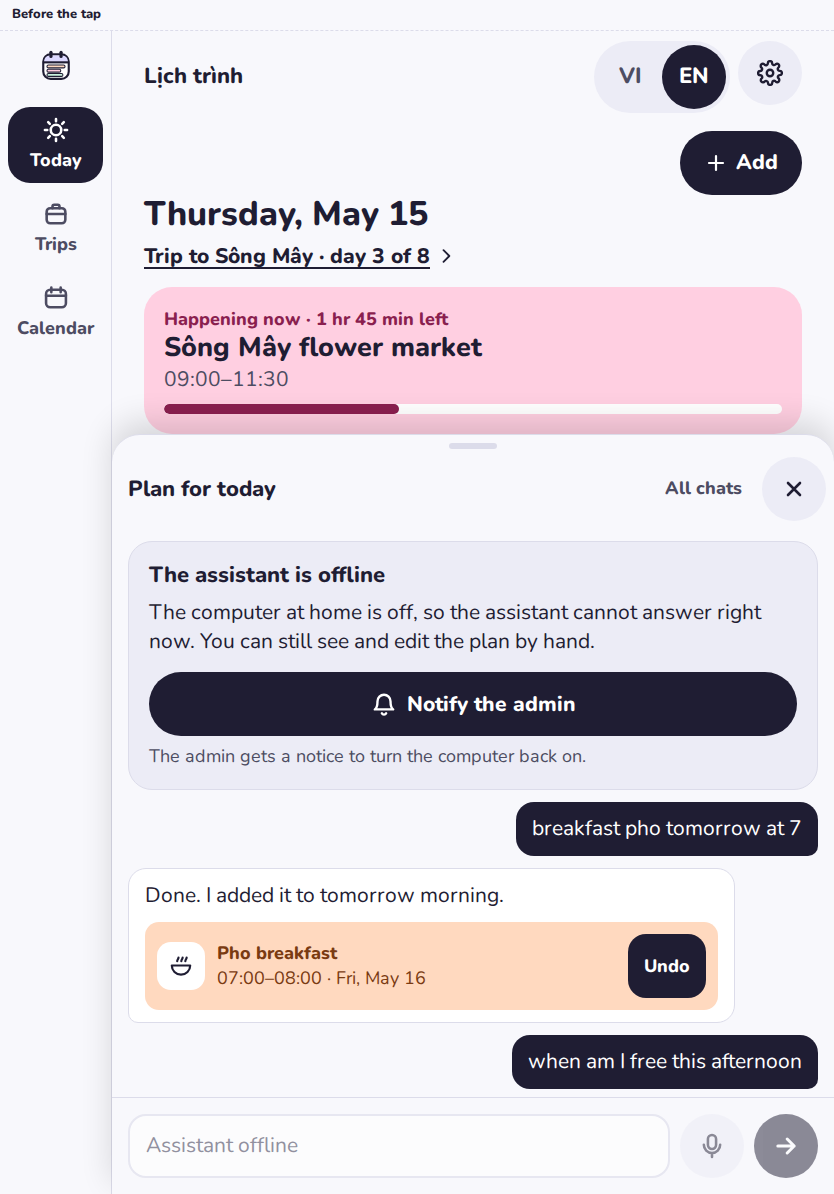 Before the tap
Lịch trình
VI
EN
Today
Trips
Calendar
Add
Thursday, May 15
Trip to Sông Mây · day 3 of 8
Happening now · 1 hr 45 min left
Sông Mây flower market
09:00–11:30
Plan for today
All chats
The assistant is offline
The computer at home is off, so the assistant cannot answer right
now. You can still see and edit the plan by hand.
Notify the admin
The admin gets a notice to turn the computer back on.
breakfast pho tomorrow at 7
Done. I added it to tomorrow morning.
Pho breakfast
07:00–08:00 · Fri, May 16
Undo
when am I free this afternoon
Assistant offline